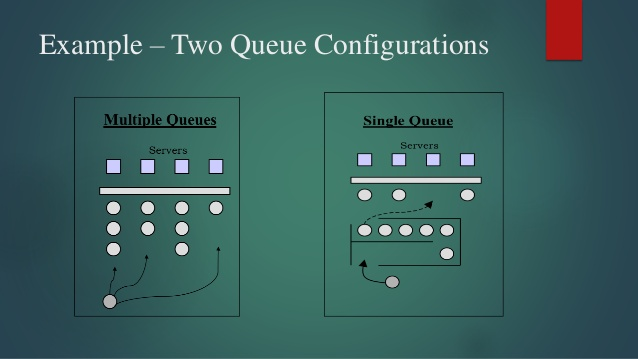 Example – Two Queue Configurations
Multiple Queues
Servers
Single Queue
Servers